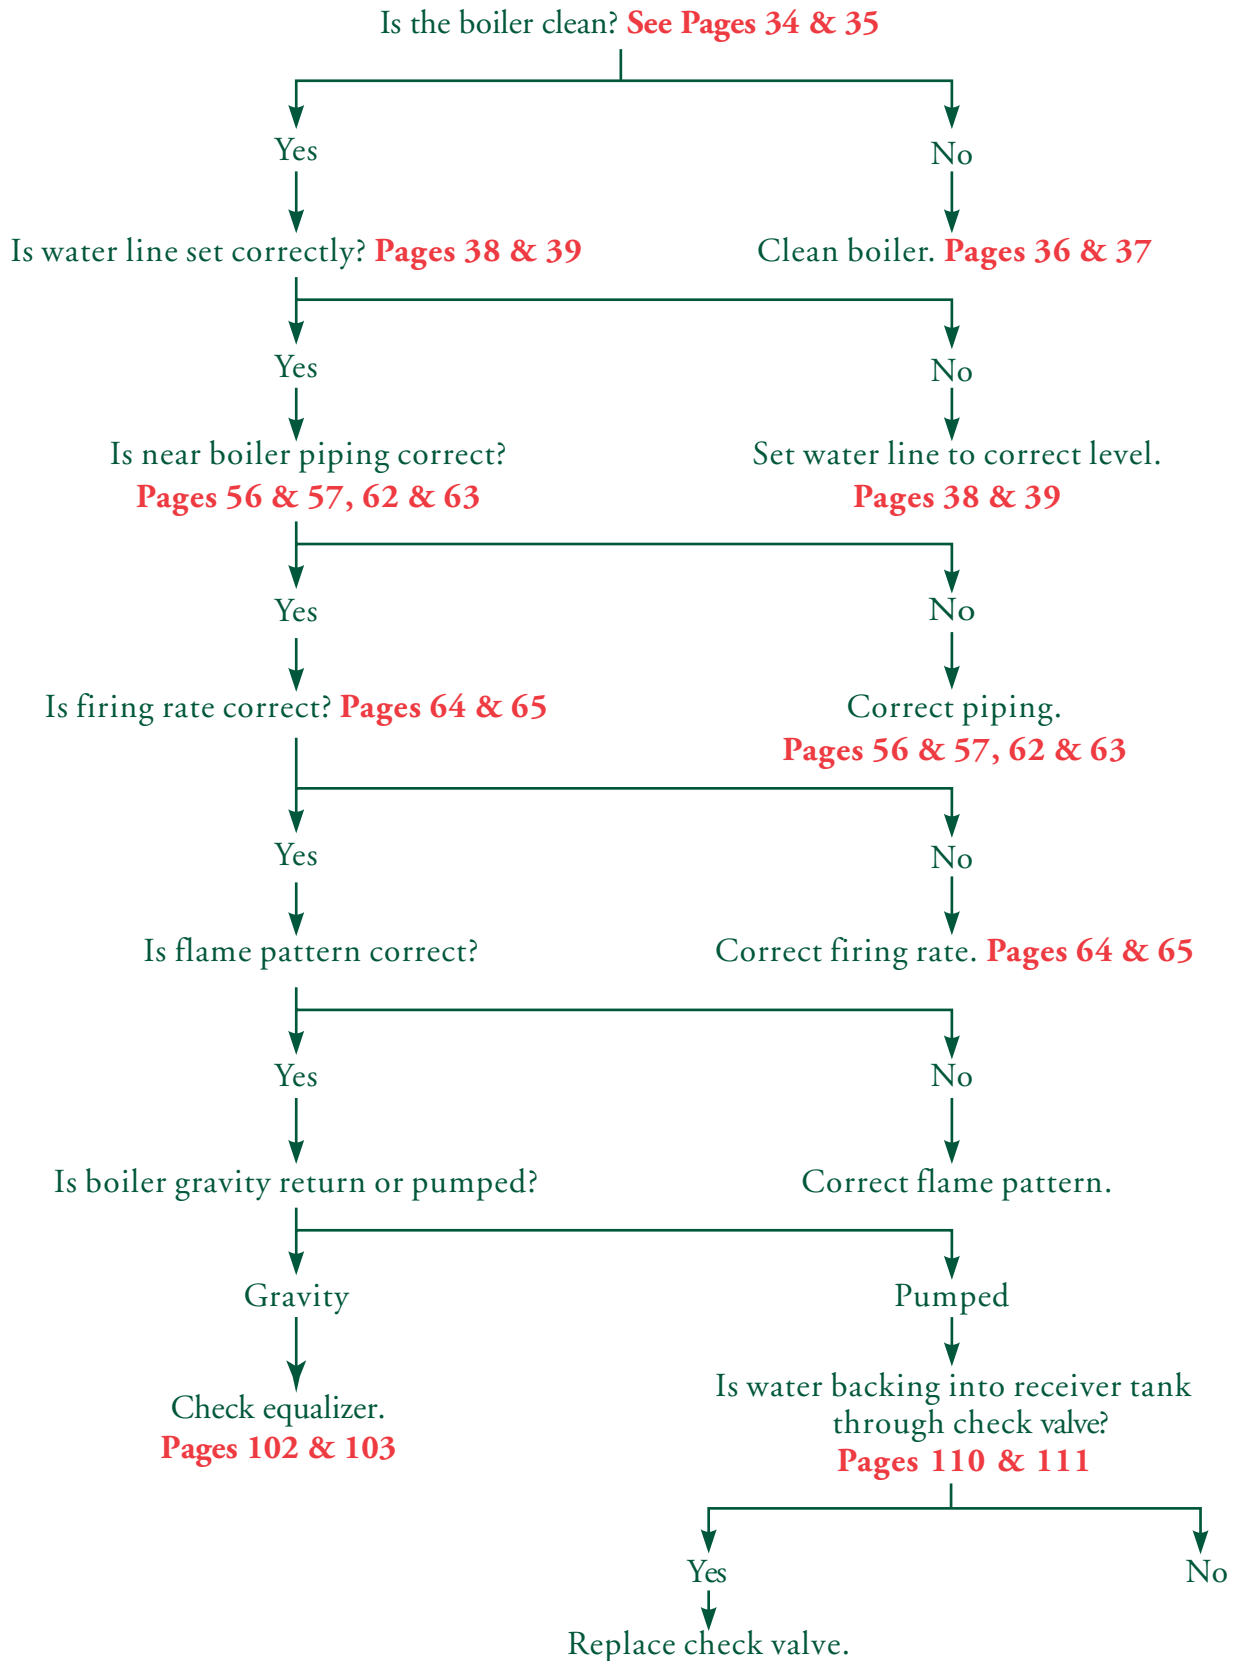 Is the boiler clean? See Pages 34 & 35
Yes
No
Is water line set correctly? Pages 38 & 39
Clean boiler. Pages 36 & 37
Yes
No
Is near boiler piping correct?
Pages 56 & 57, 62 & 63
Set water line to correct level.
Pages 38 & 39
Yes
No
Is firing rate correct? Pages 64 & 65
Correct piping.
Pages 56 & 57, 62 & 63
Yes
No
Is flame pattern correct?
Correct firing rate. Pages 64 & 65
Yes
No
Is boiler gravity return or pumped?
Correct flame pattern.
Gravity
Pumped
Check equalizer.
Pages 102 & 103
Is water backing into receiver tank
through check valve?
Pages 110 & 111
Yes
No
Replace check valve.